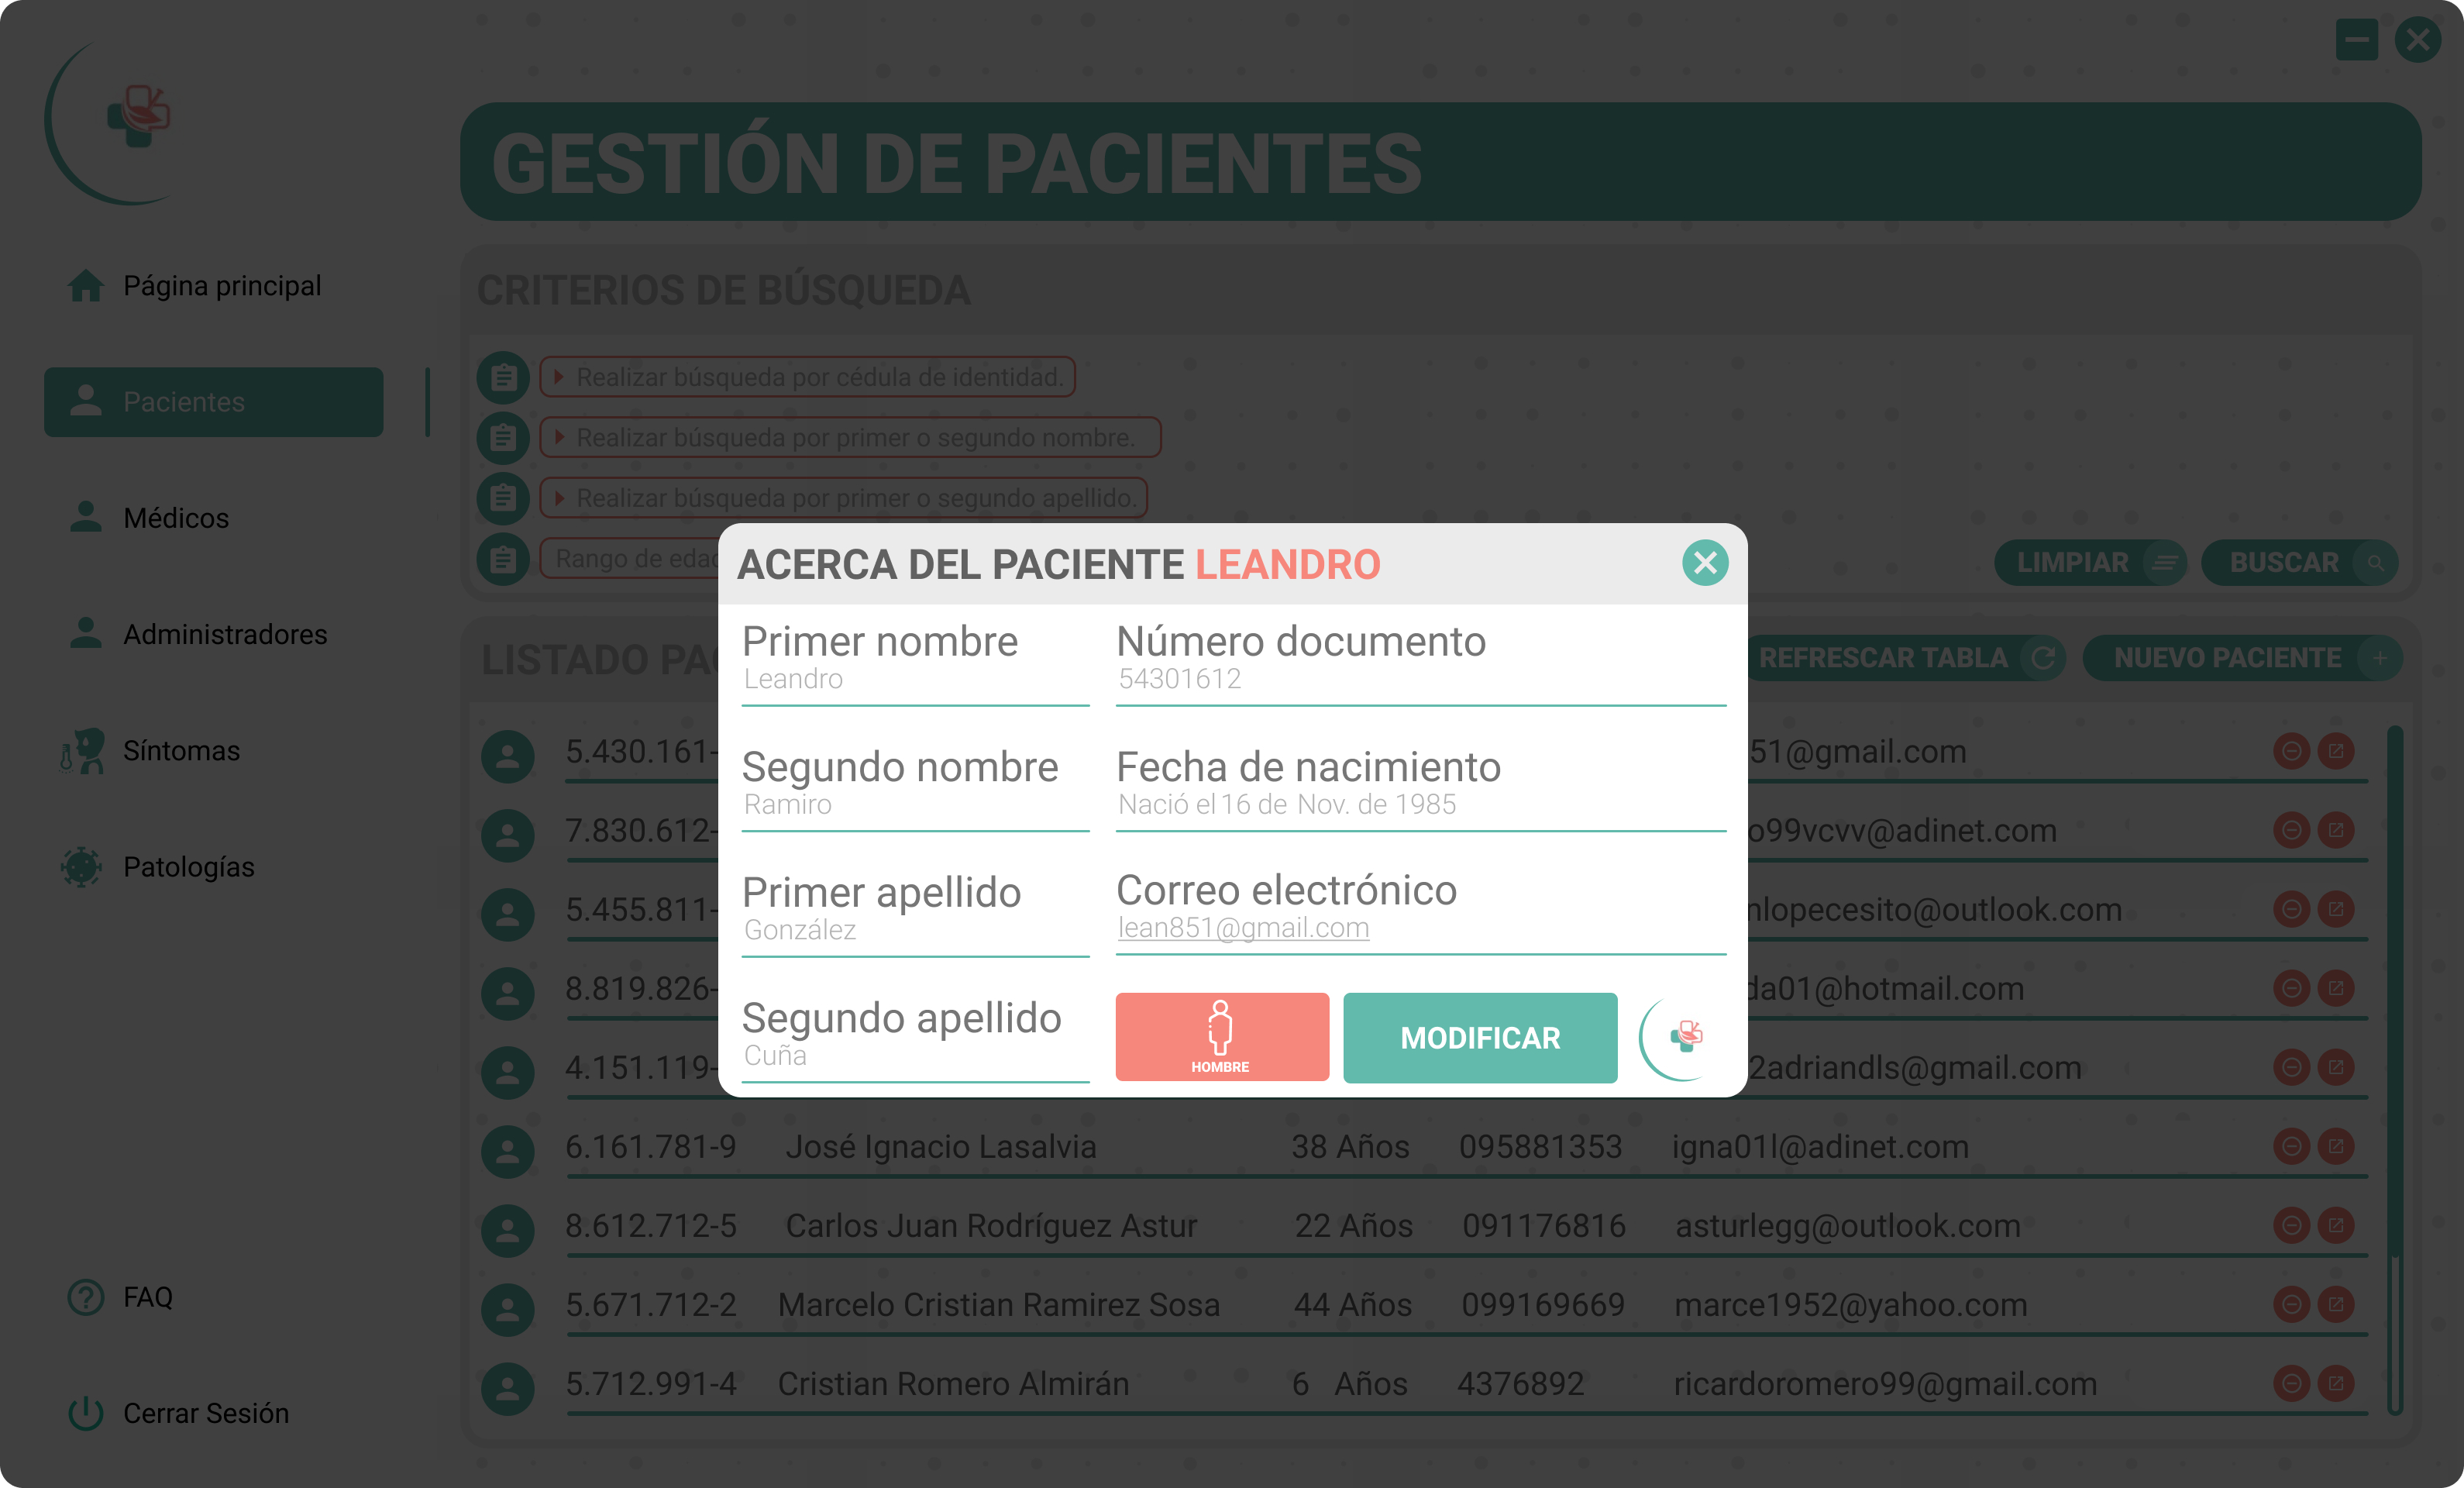 GESTIÓN DE PACIENTES
Página principal
Pacientes
Médicos
Administradores
Síntomas
Patologías
FAQ
Cerrar Sesión
CRITERIOS DE BÚSQUEDA
Realizar búsqueda por cédula de identidad.
Realizar búsqueda por primer o segundo nombre.
Realizar búsqueda por primer o segundo apellido.
Rango de edad
LIMPIAR
BUSCAR
LISTADO
REFRESCAR TABLA
NUEVO PACIENTE
ACERCA DEL PACIENTE LEANDRO
Primer nombre
Leandro
Segundo nombre
Ramiro
Primer apellido
González
Segundo apellido
Cuña
Número documento
54301612
Fecha de nacimiento
Nació el 16 de Nov. de 1985
Correo electrónico
lean851@gmail.com
HOMBRE
MODIFICAR
5.430.161- 51@gmail.com
7.830.612- o99vcvv@adinet.com
5.455.811- nlopecesito@outlook.com
8.819.826- da01@hotmail.com
4.151.119- 2adriandls@gmail.com
6.161.781-9 José Ignacio Lasalvia 38 Años 095881353 igna01l@adinet.com
8.612.712-5 Carlos Juan Rodríguez Astur 22 Años 091176816 asturlegg@outlook.com
5.671.712-2 Marcelo Cristian Ramirez Sosa 44 Años 099169669 marce1952@yahoo.com
5.712.991-4 Cristian Romero Almirán 6 Años 4376892 ricardoromero99@gmail.com